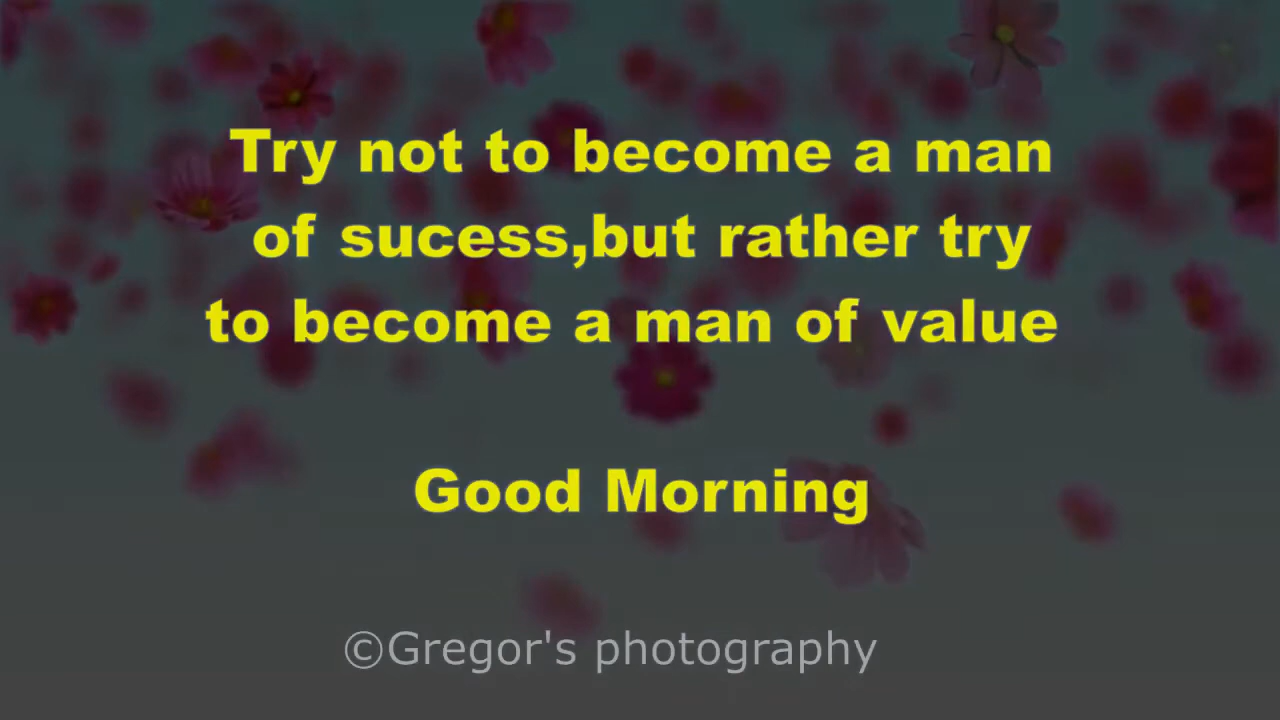 Try not to become a man
of sucess,but rather try
to become a man of value
Good Morning
©Gregor's photography